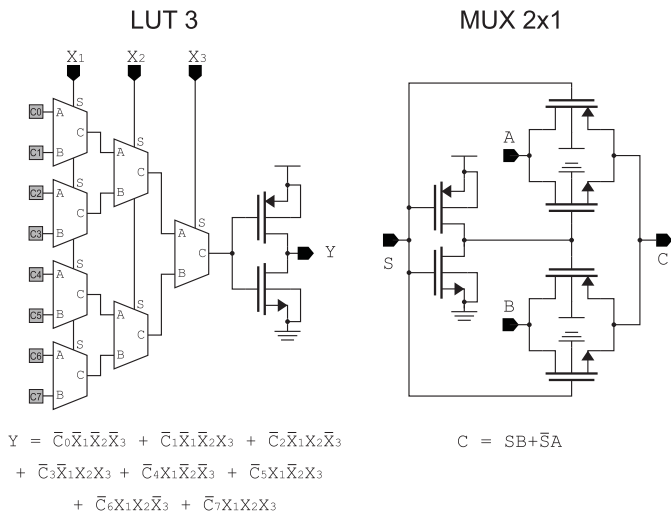 LUT 3
MUX 2x1
X1 X2 X3
C0 A S
C
C1 B
A S
C
B
C2 A S
C
C3 B
A S
C
B
Y
C4 A S
C
C5 B
A S
C
B
C6 A S
C
C7 B
A
S
C
B
Y = C̅0X̅1X̅2X̅3 + C̅1X̅1X̅2X3 + C̅2X̅1X2X̅3
+ C̅3X̅1X2X3 + C̅4X1X̅2X̅3 + C̅5X1X̅2X3
+ C̅6X1X2X̅3 + C̅7X1X2X3
C = SB+S̅A